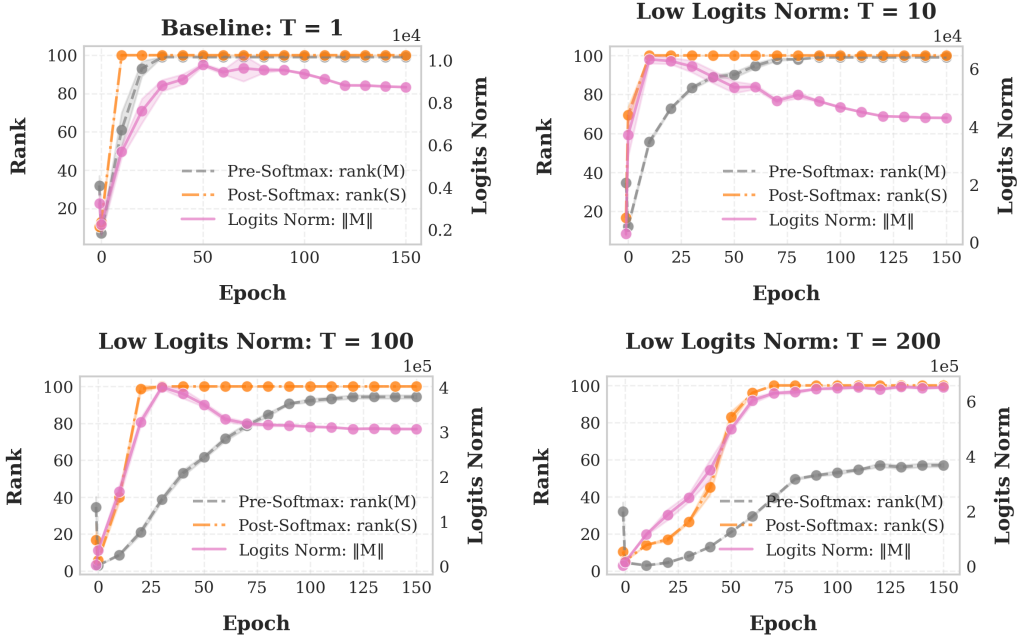 Baseline: T = 1
1e4
Rank
100
80
60
40
20
1.0
0.8
0.6
0.4
0.2
Logits Norm
Pre-Softmax: rank(M)
Post-Softmax: rank(S)
Logits Norm: ‖M‖
0 50 100 150
Epoch
Low Logits Norm: T = 10
1e4
Rank
100
80
60
40
20
6
4
2
0
Logits Norm
Pre-Softmax: rank(M)
Post-Softmax: rank(S)
Logits Norm: ‖M‖
0 25 50 75 100 125 150
Epoch
Low Logits Norm: T = 100
1e5
Rank
100
80
60
40
20
0
4
3
2
1
0
Logits Norm
Pre-Softmax: rank(M)
Post-Softmax: rank(S)
Logits Norm: ‖M‖
0 25 50 75 100 125 150
Epoch
Low Logits Norm: T = 200
1e5
Rank
100
80
60
40
20
0
6
4
2
0
Logits Norm
Pre-Softmax: rank(M)
Post-Softmax: rank(S)
Logits Norm: ‖M‖
0 25 50 75 100 125 150
Epoch